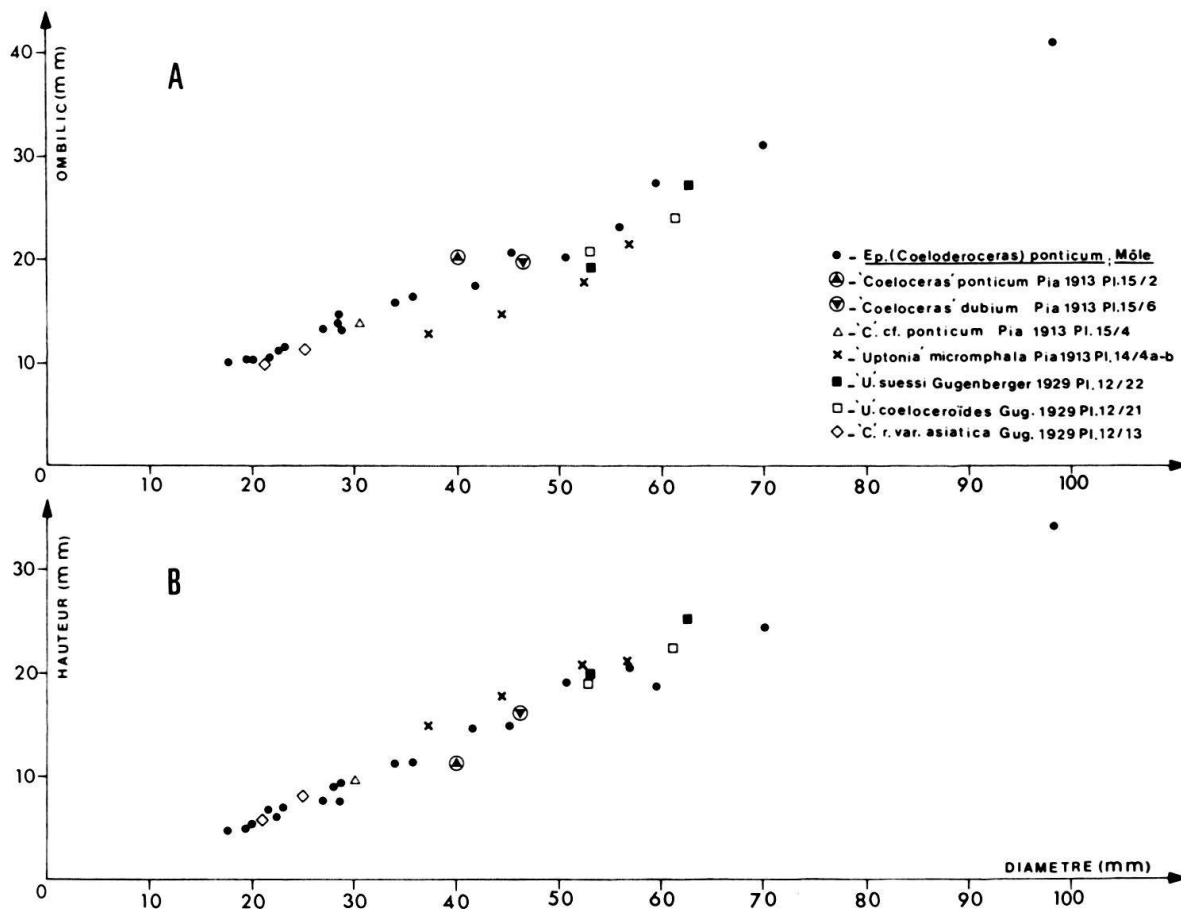 A
OMBILIC (mm)
40
30
20
10
0
● – Ep. (Coeloderoceras) ponticum ; Môle
– 'Coeloceras' ponticum Pia 1913 Pl. 15/2
– 'Coeloceras' dubium Pia 1913 Pl. 15/6
△ – 'C.' cf. ponticum Pia 1913 Pl. 15/4
x – 'Uptonia' micromphala Pia 1913 Pl. 14/4a-b
■ – 'U.' suessi Gugenberger 1929 Pl. 12/22
□ – 'U.' coeloceroïdes Gug. 1929 Pl. 12/21
◇ – 'C.' r. var. asiatica Gug. 1929 Pl. 12/13
10 20 30 40 50 60 70 80 90 100
B
HAUTEUR (mm)
30
20
10
0
DIAMETRE (mm)
10 20 30 40 50 60 70 80 90 100